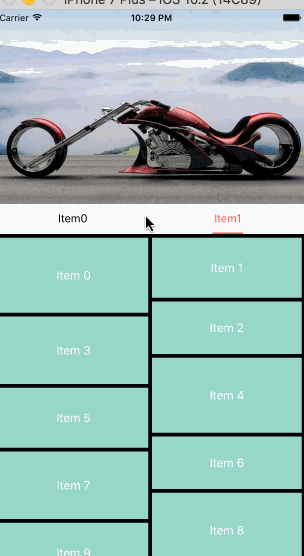 iPhone 7 Plus – iOS 10.2 (14C89)
Carrier 10:29 PM
Item0 Item1
Item 0
Item 1
Item 2
Item 3
Item 4
Item 5
Item 6
Item 7
Item 8
Item 9